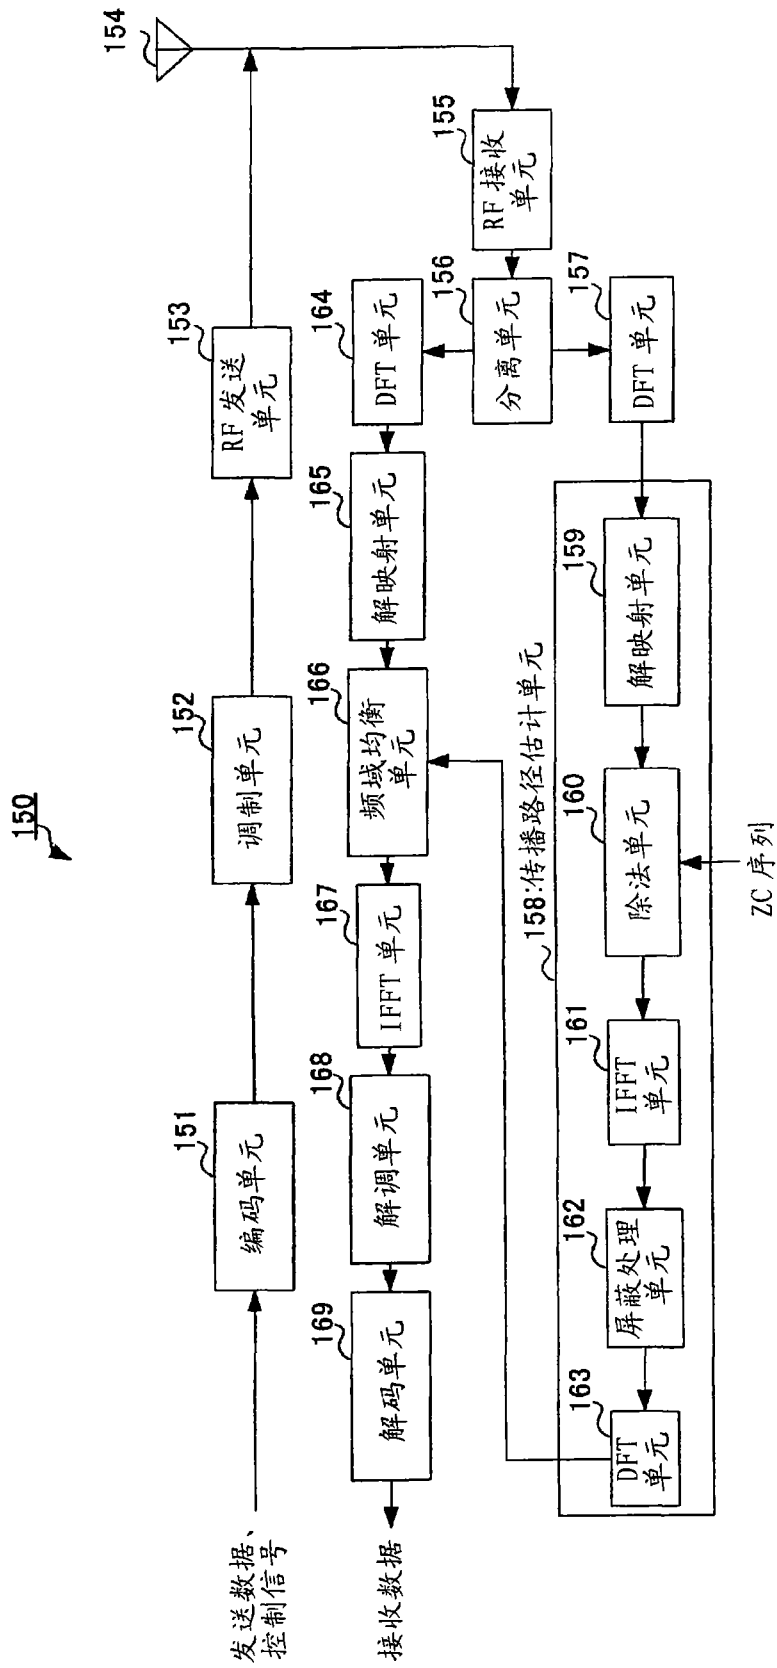 150
发送数据、
控制信号
151
编码单元
152
调制单元
153
RF 发送
单元
154
接收数据
169
解码单元
168
解调单元
167
IFFT 单元
166
频域均衡
单元
165
解映射单元
164
DFT 单元
156
分离单元
155
RF 接收
单元
158:传播路径估计单元
163
DFT
单元
162
屏蔽处理
单元
161
IFFT
单元
160
除法单元
159
解映射单元
157
DFT 单元
ZC 序列